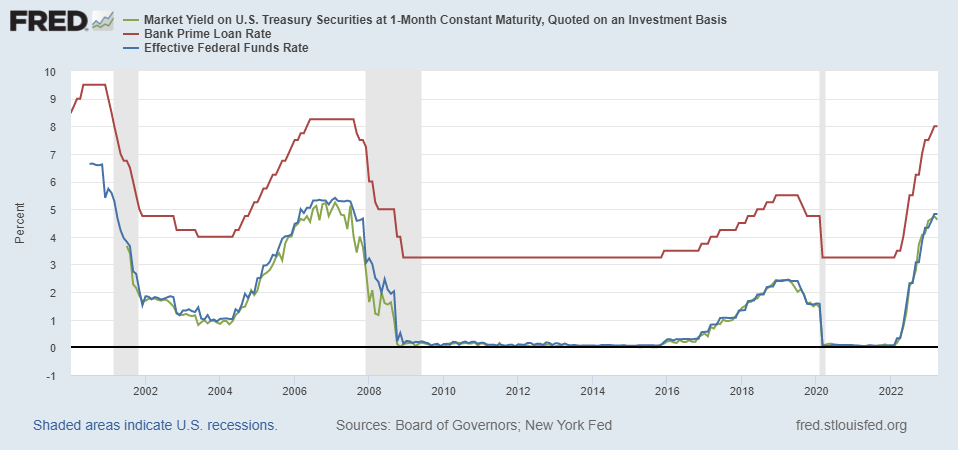 FRED
Market Yield on U.S. Treasury Securities at 1-Month Constant Maturity, Quoted on an Investment Basis
Bank Prime Loan Rate
Effective Federal Funds Rate
Percent
10
9
8
7
6
5
4
3
2
1
0
-1
2002 2004 2006 2008 2010 2012 2014 2016 2018 2020 2022
Shaded areas indicate U.S. recessions. Sources: Board of Governors; New York Fed fred.stlouisfed.org